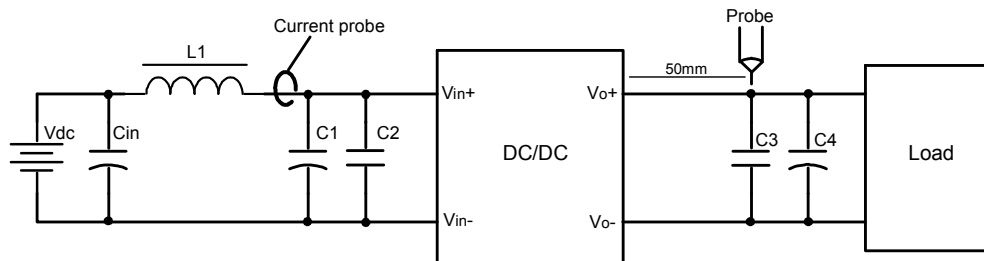 Probe
Current probe
L1
50mm
Vin+
Vo+
Vdc
Cin
C1
C2
DC/DC
C3
C4
Load
Vin-
Vo-